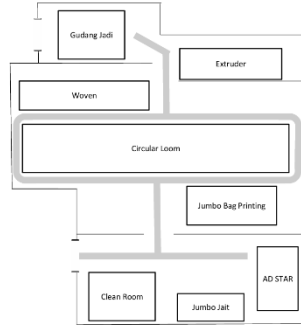 Gudang Jadi
Extruder
Woven
Circular Loom
Jumbo Bag Printing
AD STAR
Clean Room
Jumbo Jait